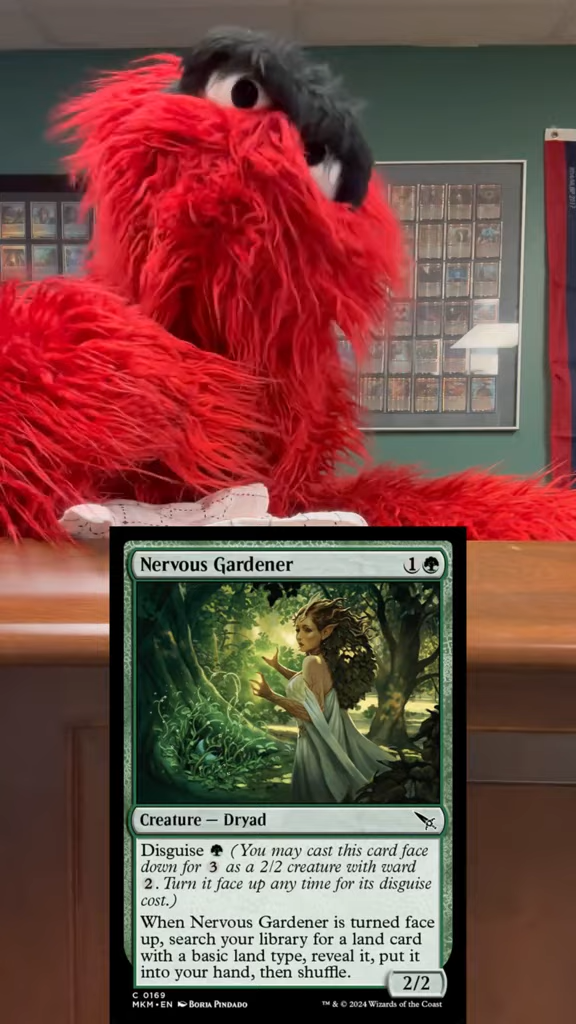 Nervous Gardener 1
Creature — Dryad
Disguise (You may cast this card face
down for 3 as a 2/2 creature with ward
2. Turn it face up any time for its disguise
cost.)
When Nervous Gardener is turned face
up, search your library for a land card
with a basic land type, reveal it, put it
into your hand, then shuffle.
2/2
C 0169
MKM • EN Borja Pindado
™ & © 2024 Wizards of the Coast